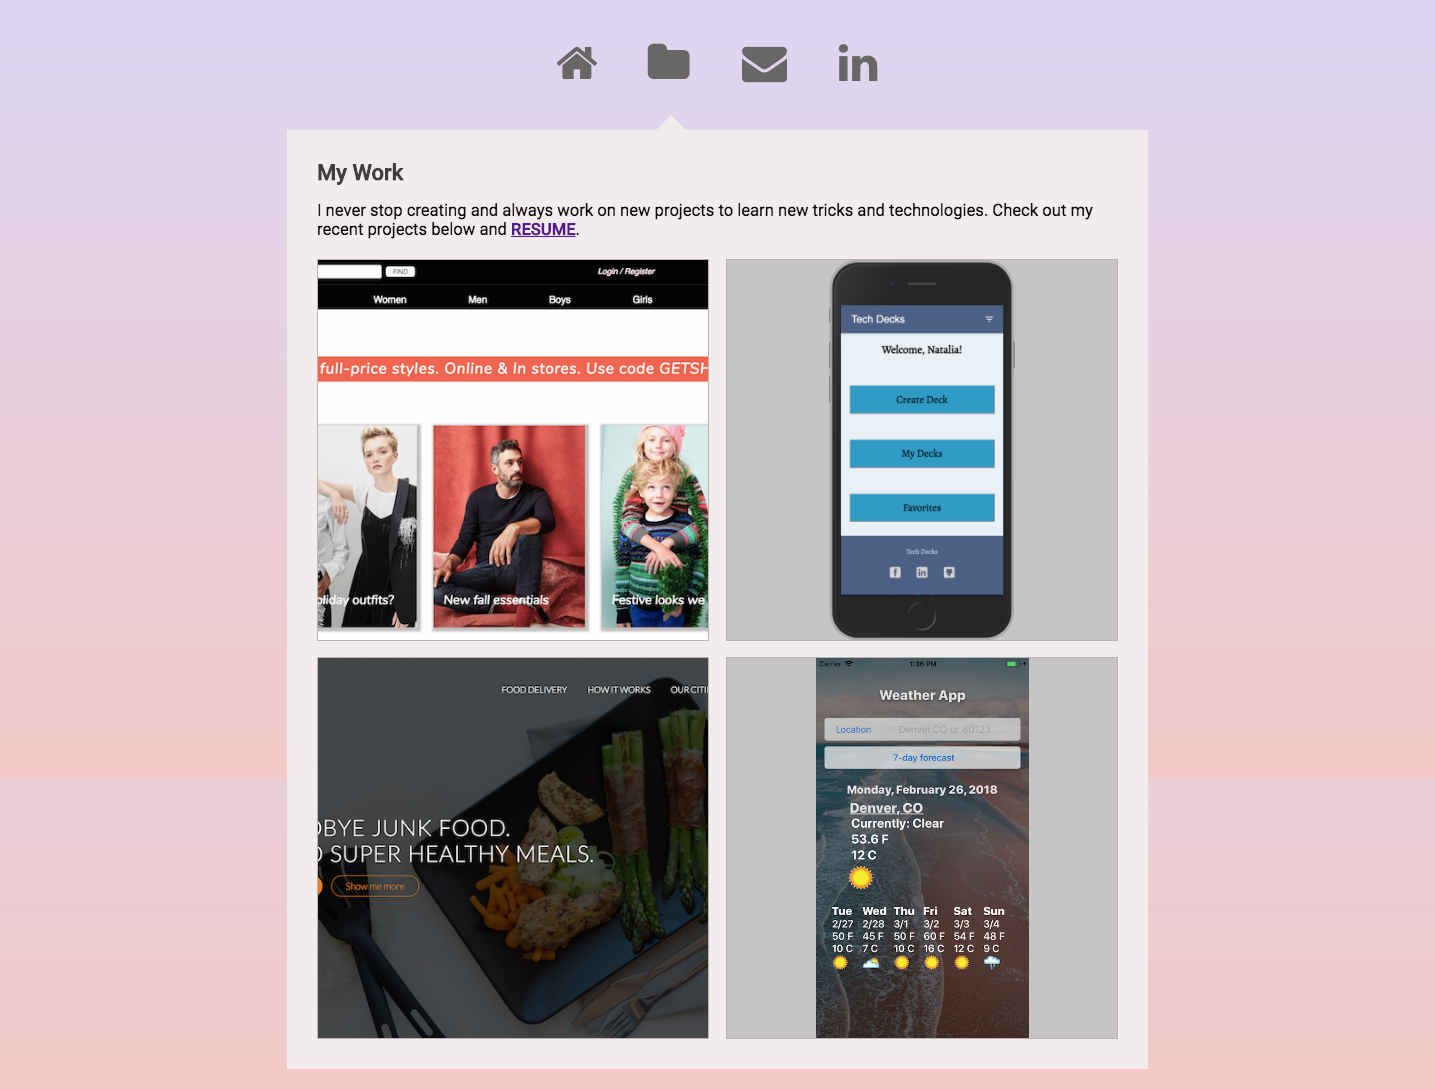 My Work
I never stop creating and always work on new projects to learn new tricks and technologies. Check out my
recent projects below and RESUME.
FIND
Login / Register
Women Men Boys Girls
full-price styles. Online & In stores. Use code GETSH
oliday outfits?
New fall essentials
Festive looks we
Tech Decks
Welcome, Natalia!
Create Deck
My Decks
Favorites
Tech Decks
FOOD DELIVERY HOW IT WORKS OUR CITI
DBYE JUNK FOOD.
O SUPER HEALTHY MEALS.
Show me more
Carrier 1:36 PM
Weather App
Location Denver,CO or 80123
7-day forecast
Monday, February 26, 2018
Denver, CO
Currently: Clear
53.6 F
12 C
Tue Wed Thu Fri Sat Sun
2/27 2/28 3/1 3/2 3/3 3/4
50 F 45 F 50 F 60 F 54 F 48 F
10 C 7 C 10 C 16 C 12 C 9 C